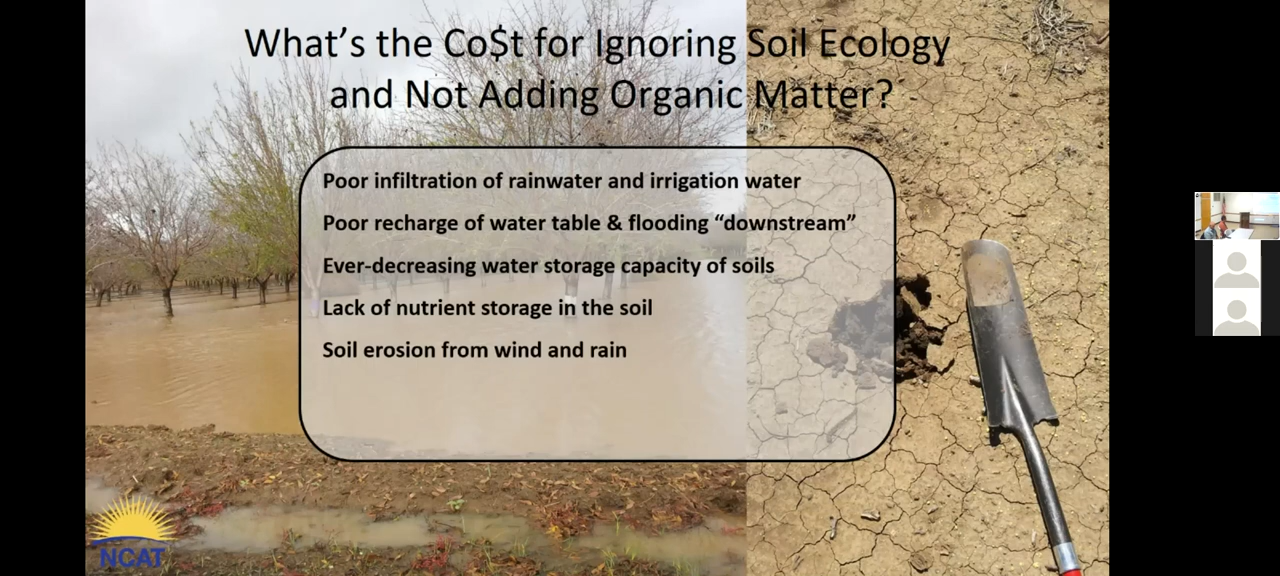 What's the Co$t for Ignoring Soil Ecology
and Not Adding Organic Matter?
Poor infiltration of rainwater and irrigation water
Poor recharge of water table & flooding “downstream”
Ever-decreasing water storage capacity of soils
Lack of nutrient storage in the soil
Soil erosion from wind and rain
NCAT